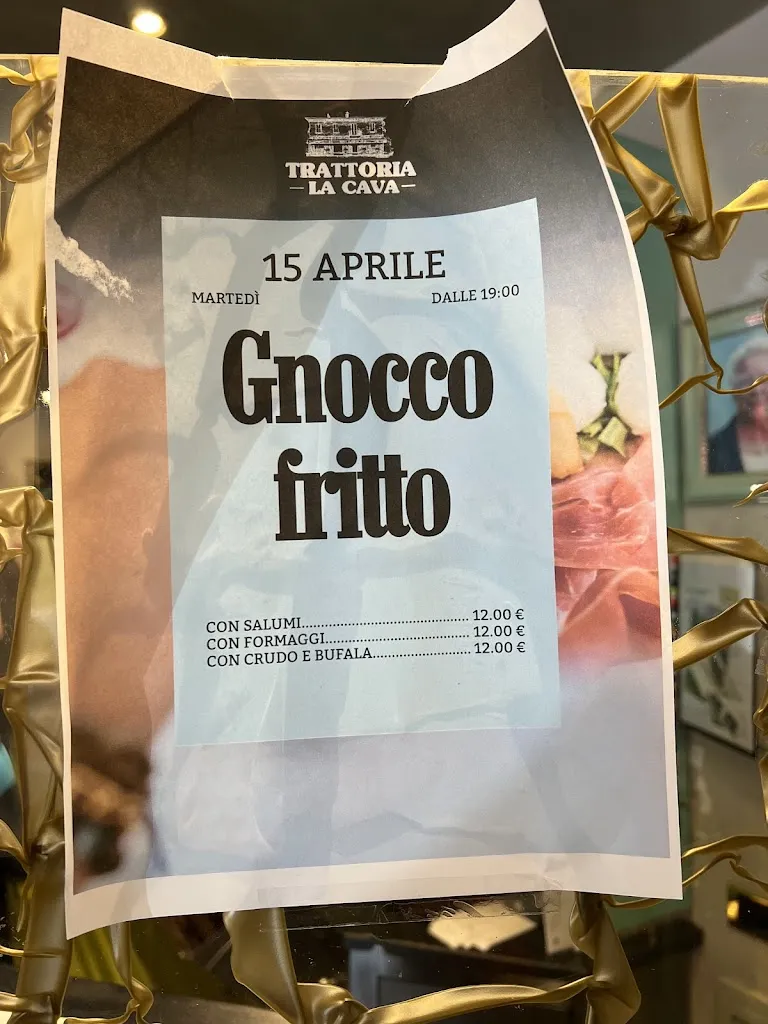 TRATTORIA
LA CAVA
15 APRILE
MARTEDÌ DALLE 19:00
Gnocco
fritto
CON SALUMI............................................ 12.00 €
CON FORMAGGI..................................... 12.00 €
CON CRUDO E BUFALA......................... 12.00 €